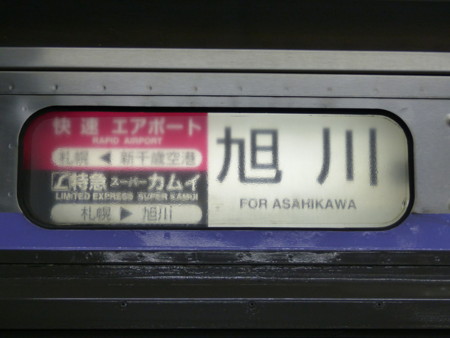 快速 エアポート
RAPID AIRPORT
札幌 ◀ 新千歳空港
L特急 スーパーカムイ
LIMITED EXPRESS SUPER KAMUI
札幌 ▶ 旭川
旭川
FOR ASAHIKAWA